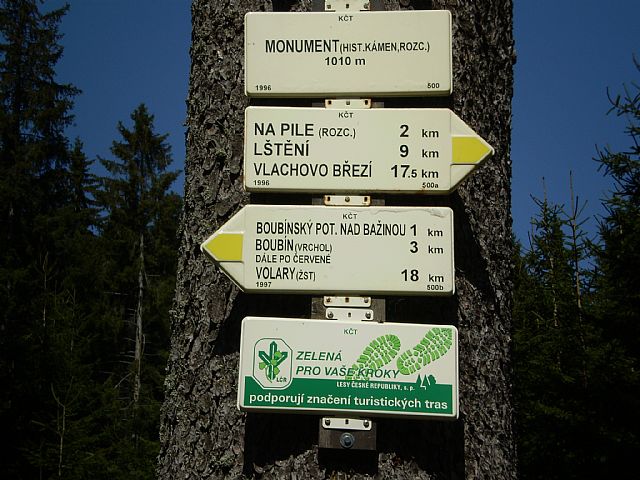 KČT
MONUMENT(HIST.KÁMEN,ROZC.)
1010 m
1996 500
KČT
NA PILE (ROZC.) 2 km
LŠTĚNÍ 9 km
VLACHOVO BŘEZÍ 17.5 km
1996 500a
KČT
BOUBÍNSKÝ POT. NAD BAŽINOU 1 km
BOUBÍN(VRCHOL) 3 km
DÁLE PO ČERVENÉ
VOLARY(ŽST) 18 km
1997 500b
KČT
ZELENÁ
PRO VAŠE KROKY
LČR
LESY ČESKÉ REPUBLIKY, s. p.
podporují značení turistických tras